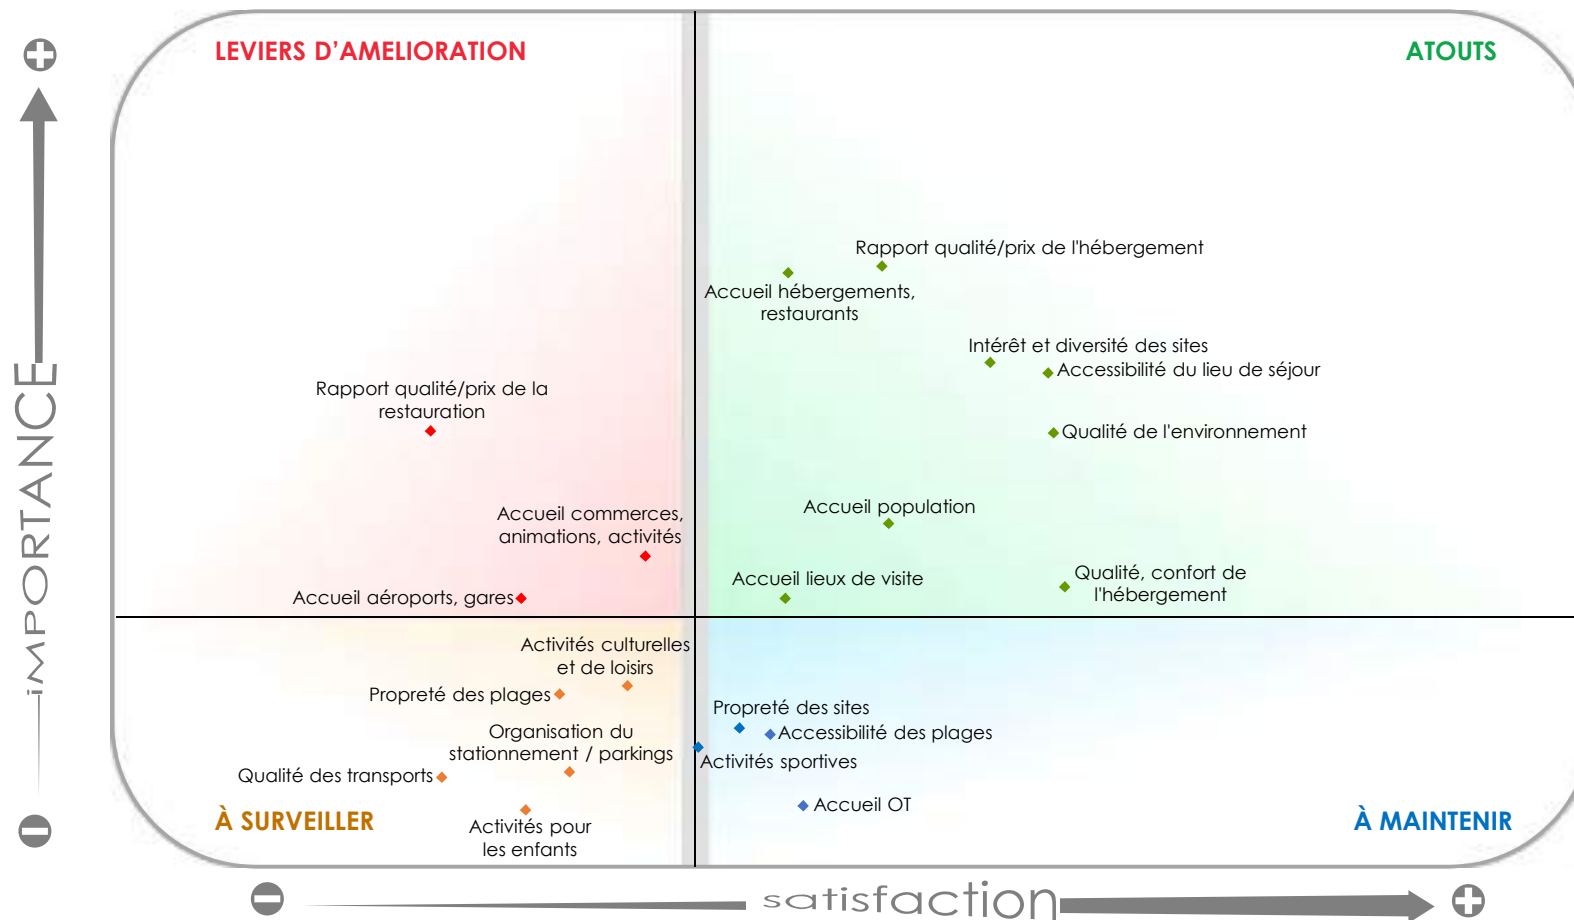 LEVIERS D'AMELIORATION
ATOUTS
Rapport qualité/prix de l'hébergement
Accueil hébergements,
restaurants
Intérêt et diversité des sites
Accessibilité du lieu de séjour
Rapport qualité/prix de la
restauration
Qualité de l'environnement
Accueil population
Accueil commerces,
animations, activités
Accueil lieux de visite
Qualité, confort de
l'hébergement
Accueil aéroports, gares
Activités culturelles
et de loisirs
Propreté des plages
Propreté des sites
Accessibilité des plages
Organisation du
stationnement / parkings
Activités sportives
Qualité des transports
Accueil OT
À SURVEILLER
À MAINTENIR
Activités pour
les enfants
iMPORTANCE
satisfaction